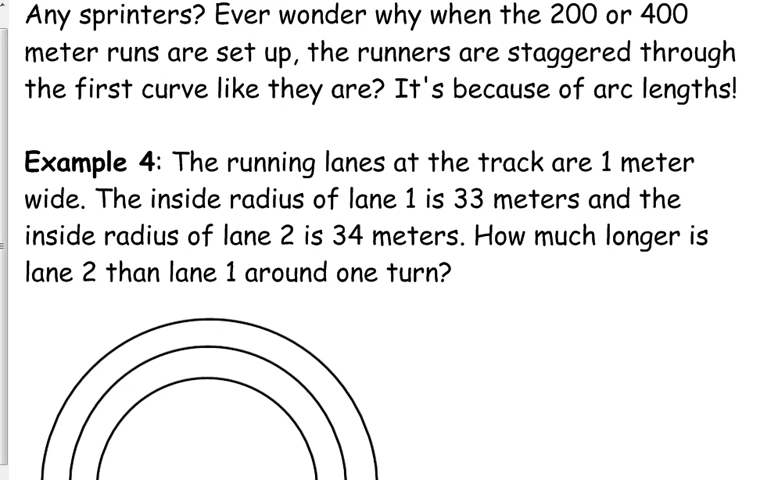 Any sprinters? Ever wonder why when the 200 or 400
meter runs are set up, the runners are staggered through
the first curve like they are? It's because of arc lengths!
Example 4: The running lanes at the track are 1 meter
wide. The inside radius of lane 1 is 33 meters and the
inside radius of lane 2 is 34 meters. How much longer is
lane 2 than lane 1 around one turn?